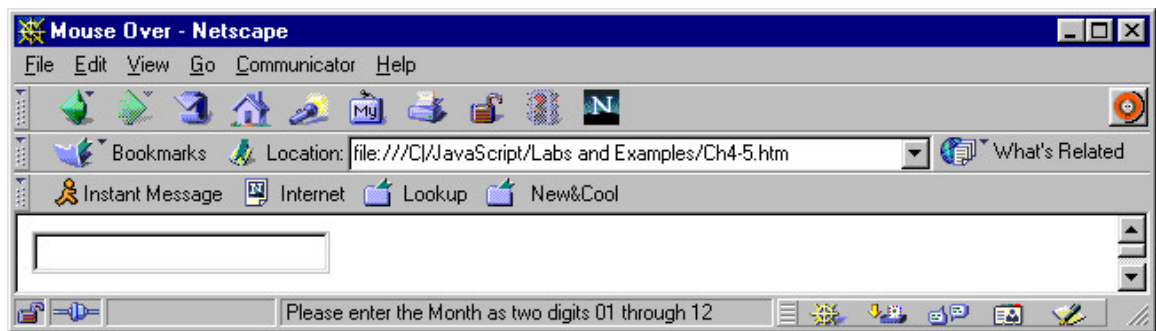 Mouse Over - Netscape
File Edit View Go Communicator Help
My N
Bookmarks Location: file:///C|/JavaScript/Labs and Examples/Ch4-5.htm What's Related
Instant Message N Internet Lookup New&Cool
Please enter the Month as two digits 01 through 12